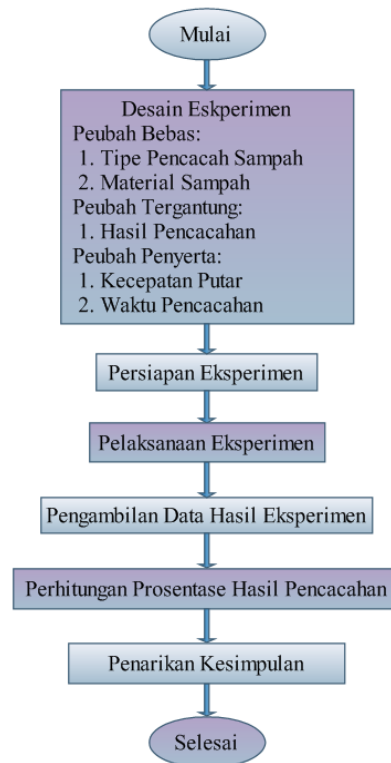 Mulai
Desain Eskperimen
Peubah Bebas:
1. Tipe Pencacah Sampah
2. Material Sampah
Peubah Tergantung:
1. Hasil Pencacahan
Peubah Penyerta:
1. Kecepatan Putar
2. Waktu Pencacahan
Persiapan Eksperimen
Pelaksanaan Eksperimen
Pengambilan Data Hasil Eksperimen
Perhitungan Prosentase Hasil Pencacahan
Penarikan Kesimpulan
Selesai